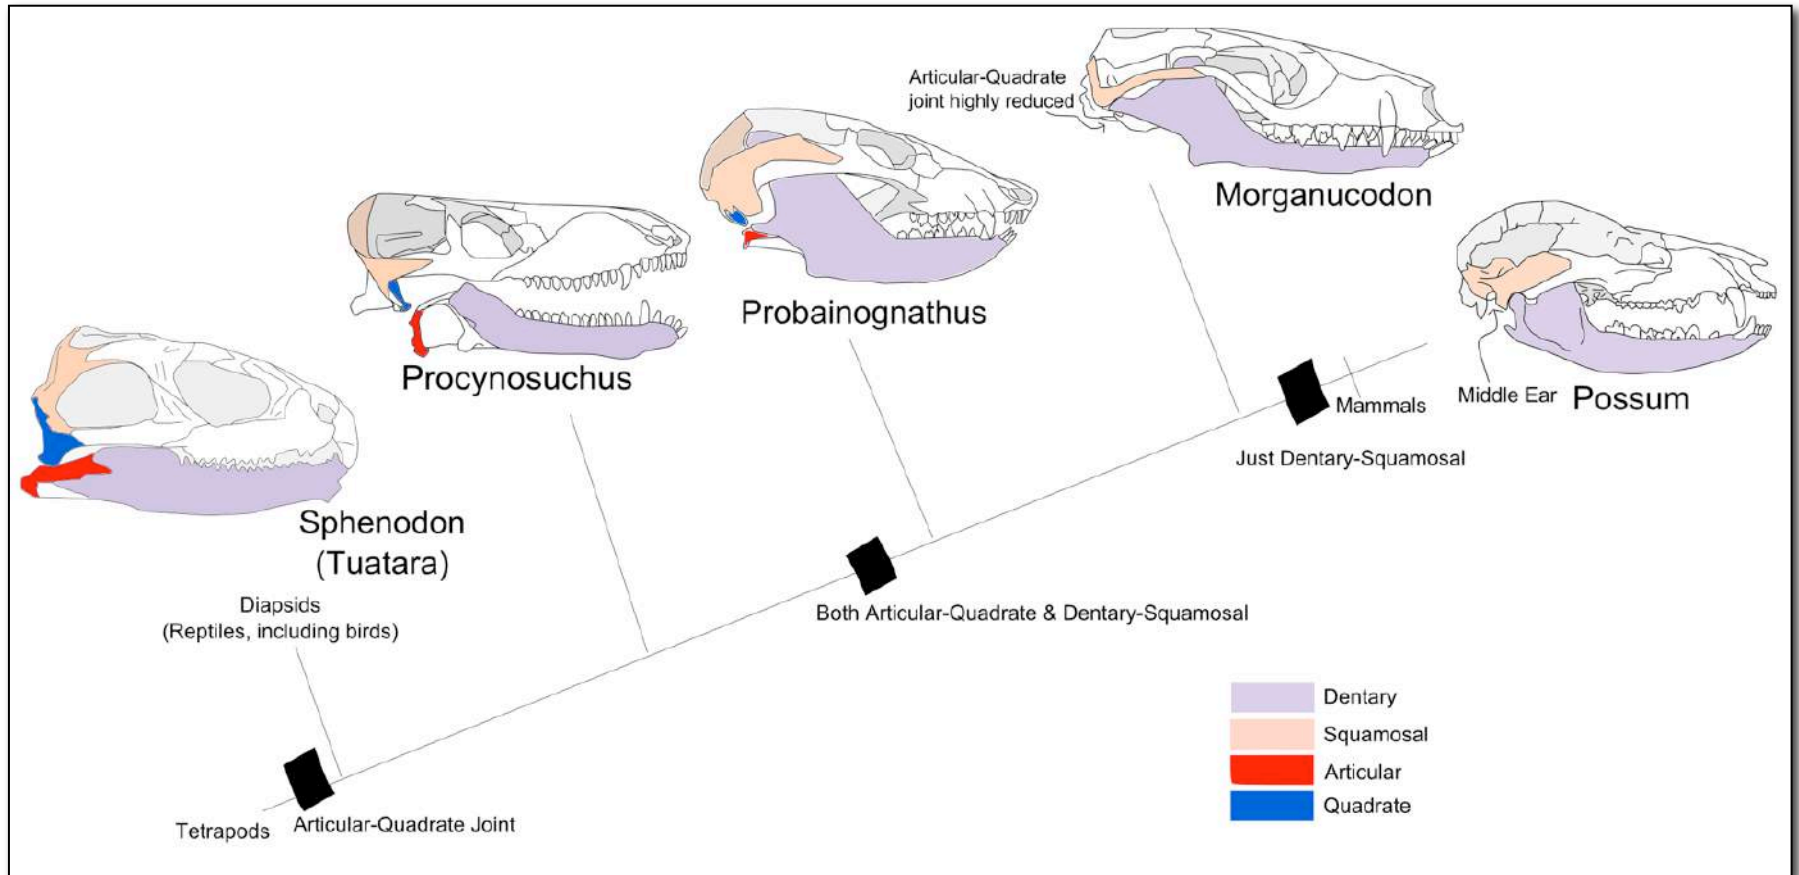 Articular-Quadrate
joint highly reduced
Morganucodon
Probainognathus
Procynosuchus
Mammals
Middle Ear
Possum
Just Dentary-Squamosal
Sphenodon
(Tuatara)
Diapsids
(Reptiles, including birds)
Both Articular-Quadrate & Dentary-Squamosal
Tetrapods
Articular-Quadrate Joint
Dentary
Squamosal
Articular
Quadrate